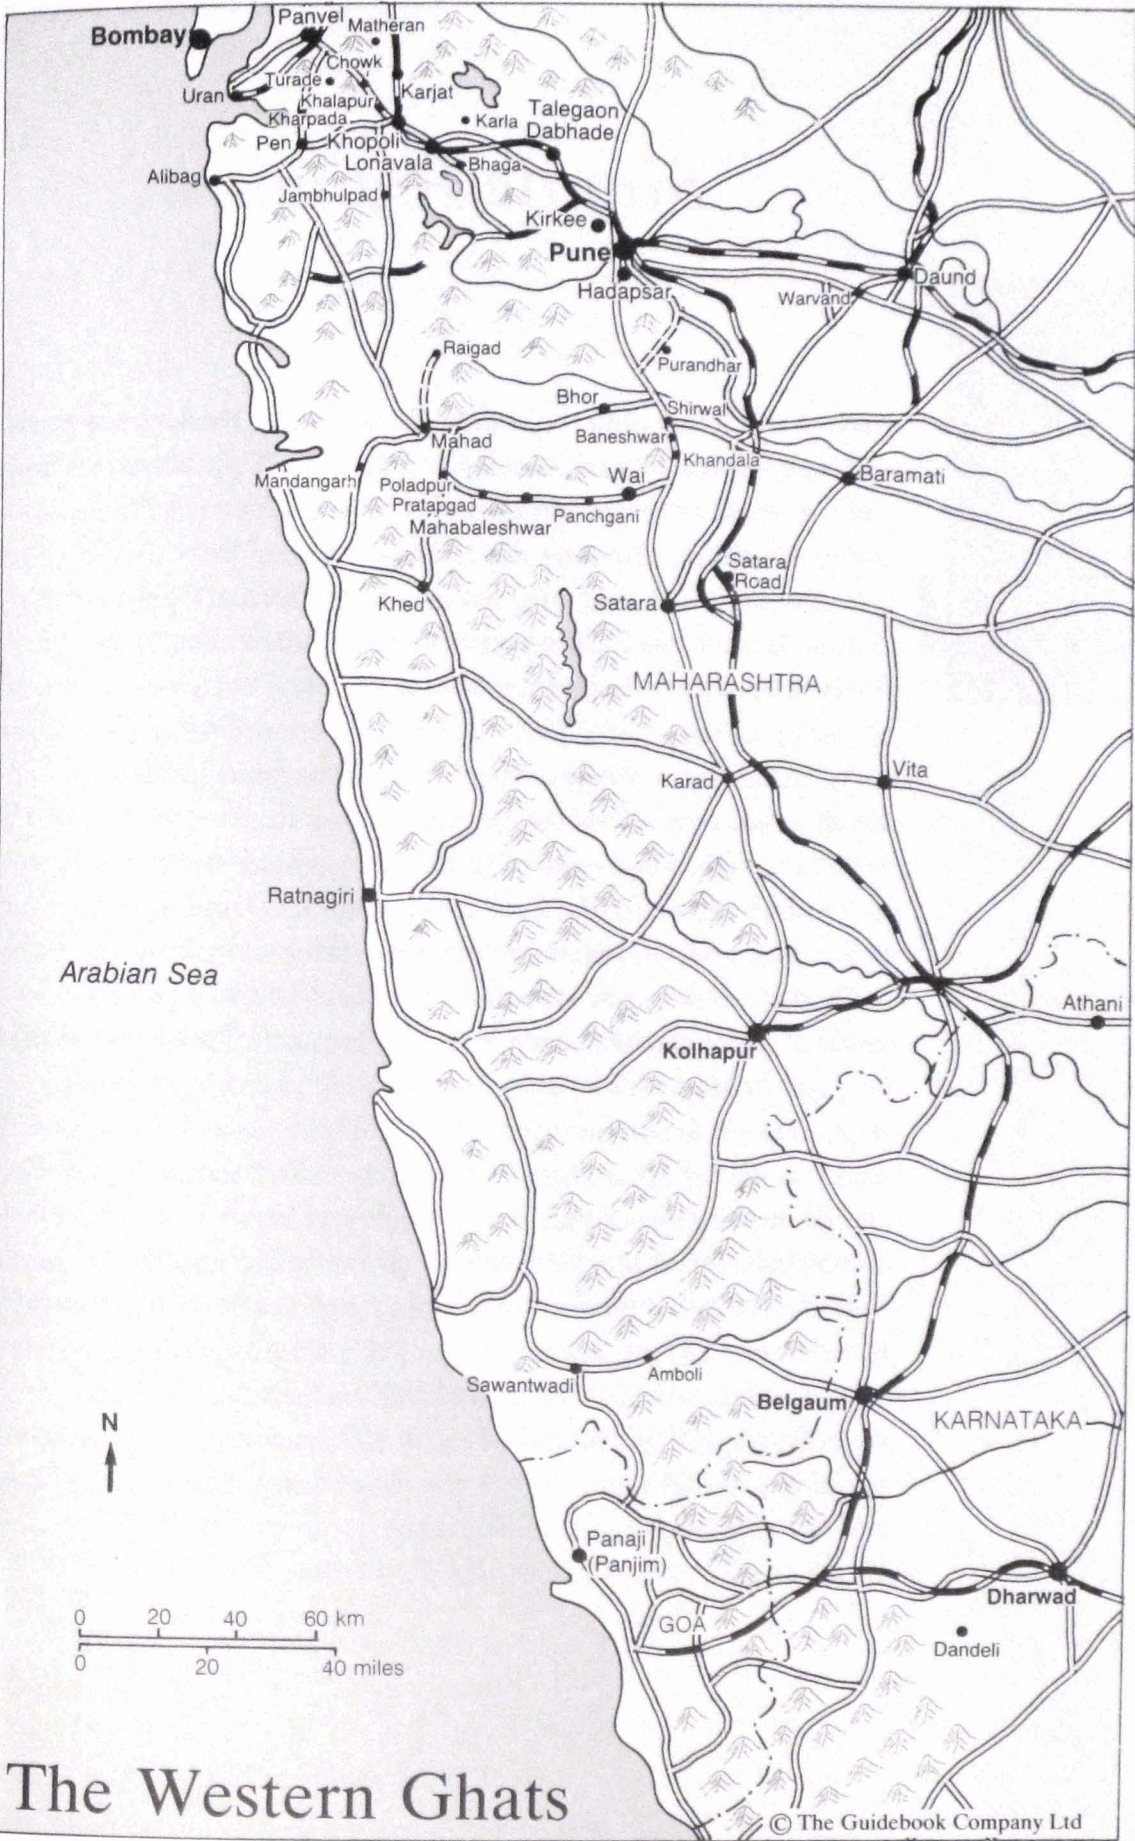 Panvel
Bombay
Matheran
Chowk
Turade
Uran
Karjat
Khalapur
Kharpada
Karla
Talegaon
Dabhade
Pen
Khopoli
Lonavala
Bhaga
Alibag
Jambhulpad
Kirkee
Pune
Hadapsar
Daund
Warvand
Raigad
Purandhar
Bhor
Shirwal
Mahad
Baneshwar
Khandala
Mandangarh
Poladpur
Wai
Baramati
Pratapgad
Panchgani
Mahabaleshwar
Satara
Road
Khed
Satara
MAHARASHTRA
Karad
Vita
Ratnagiri
Arabian Sea
Athani
Kolhapur
Amboli
Sawantwadi
Belgaum
KARNATAKA
N
Panaji
(Panjim)
Dharwad
GOA
Dandeli
0 20 40 60 km
0 20 40 miles
The Western Ghats
© The Guidebook Company Ltd